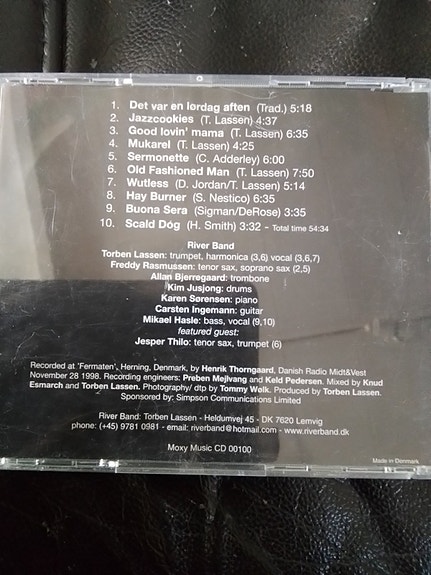 1. Det var en lørdag aften (Trad.) 5:18
2. Jazzcookies (T. Lassen) 4:37
3. Good lovin' mama (T. Lassen) 6:35
4. Mukarel (T. Lassen) 4:25
5. Sermonette (C. Adderley) 6:00
6. Old Fashioned Man (T. Lassen) 7:50
7. Wutless (D. Jordan/T. Lassen) 5:14
8. Hay Burner (S. Nestico) 6:35
9. Buona Sera (Sigman/DeRose) 3:35
10. Scald Dóg (H. Smith) 3:32 - Total time 54:34
River Band
Torben Lassen: trumpet, harmonica (3,6) vocal (3,6,7)
Freddy Rasmussen: tenor sax, soprano sax (2,5)
Allan Bjerregaard: trombone
Kim Jusjong: drums
Karen Sørensen: piano
Carsten Ingemann: guitar
Mikael Hasle: bass, vocal (9,10)
featured guest:
Jesper Thilo: tenor sax, trumpet (6)
Recorded at 'Fermaten', Herning, Denmark, by Henrik Thorngaard, Danish Radio Midt&Vest
November 28 1998. Recording engineers: Preben Mejlvang and Keld Pedersen. Mixed by Knud
Esmarch and Torben Lassen. Photography/ dtp by Tommy Wølk. Produced by Torben Lassen.
Sponsored by: Simpson Communications Limited
River Band: Torben Lassen - Heldumvej 45 - DK 7620 Lemvig
phone: (+45) 9781 0981 - email: riverband@hotmail.com - www.riverband.dk
Moxy Music CD 00100
Made in Denmark